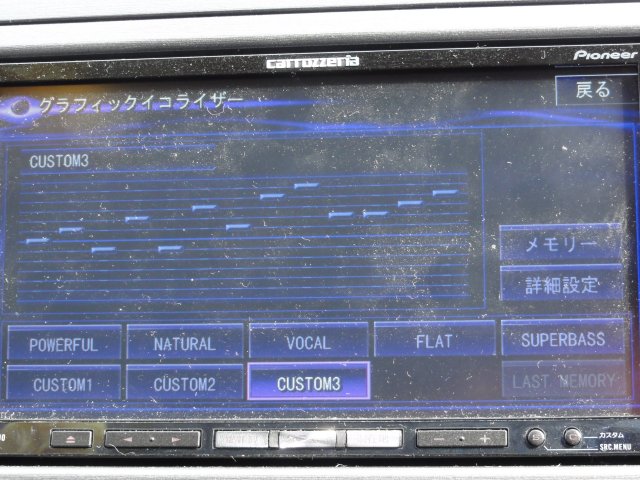 carrozzeria
Pioneer
グラフィックイコライザー
戻る
CUSTOM3
メモリー
詳細設定
POWERFUL
NATURAL
VOCAL
FLAT
SUPERBASS
CUSTOM1
CUSTOM2
CUSTOM3
LAST MEMORY
カスタム
SRC.MENU